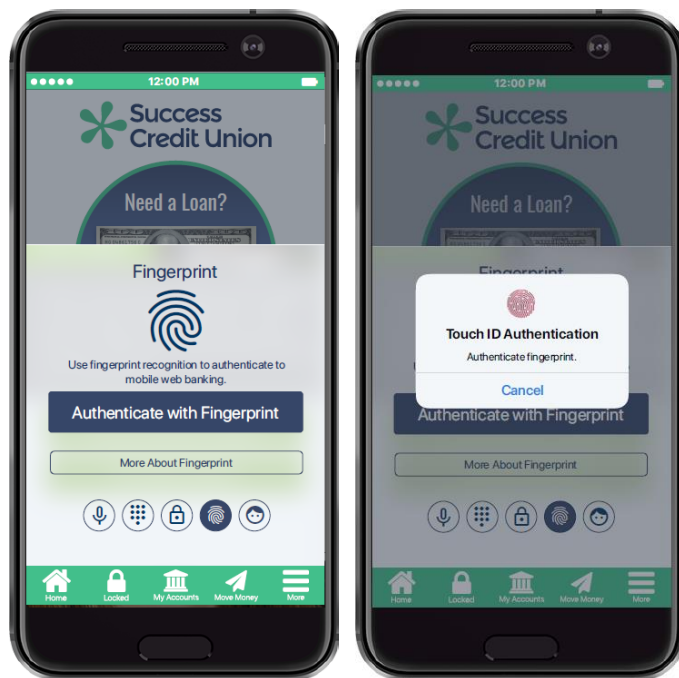 12:00 PM
Success
Credit Union
Need a Loan?
Fingerprint
Use fingerprint recognition to authenticate to
mobile web banking.
Authenticate with Fingerprint
More About Fingerprint
Home
Locked
My Accounts
Move Money
More
12:00 PM
Success
Credit Union
Need a Loan?
Fingerprint
Touch ID Authentication
Authenticate fingerprint.
Cancel
Authenticate with Fingerprint
More About Fingerprint
Home
Locked
My Accounts
Move Money
More